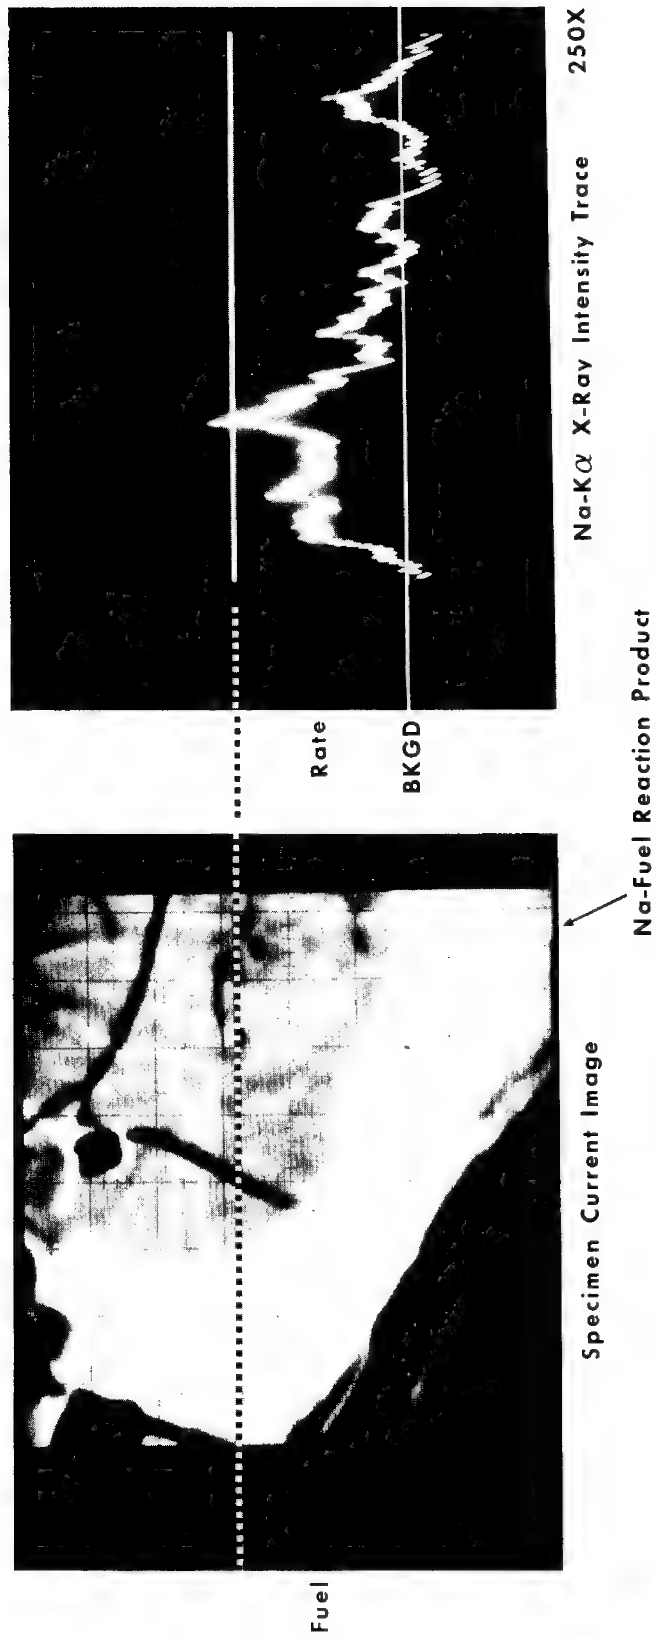 Fuel
Rate
BKGD
Specimen Current Image
Na-Kα X-Ray Intensity Trace
250X
Na-Fuel Reaction Product